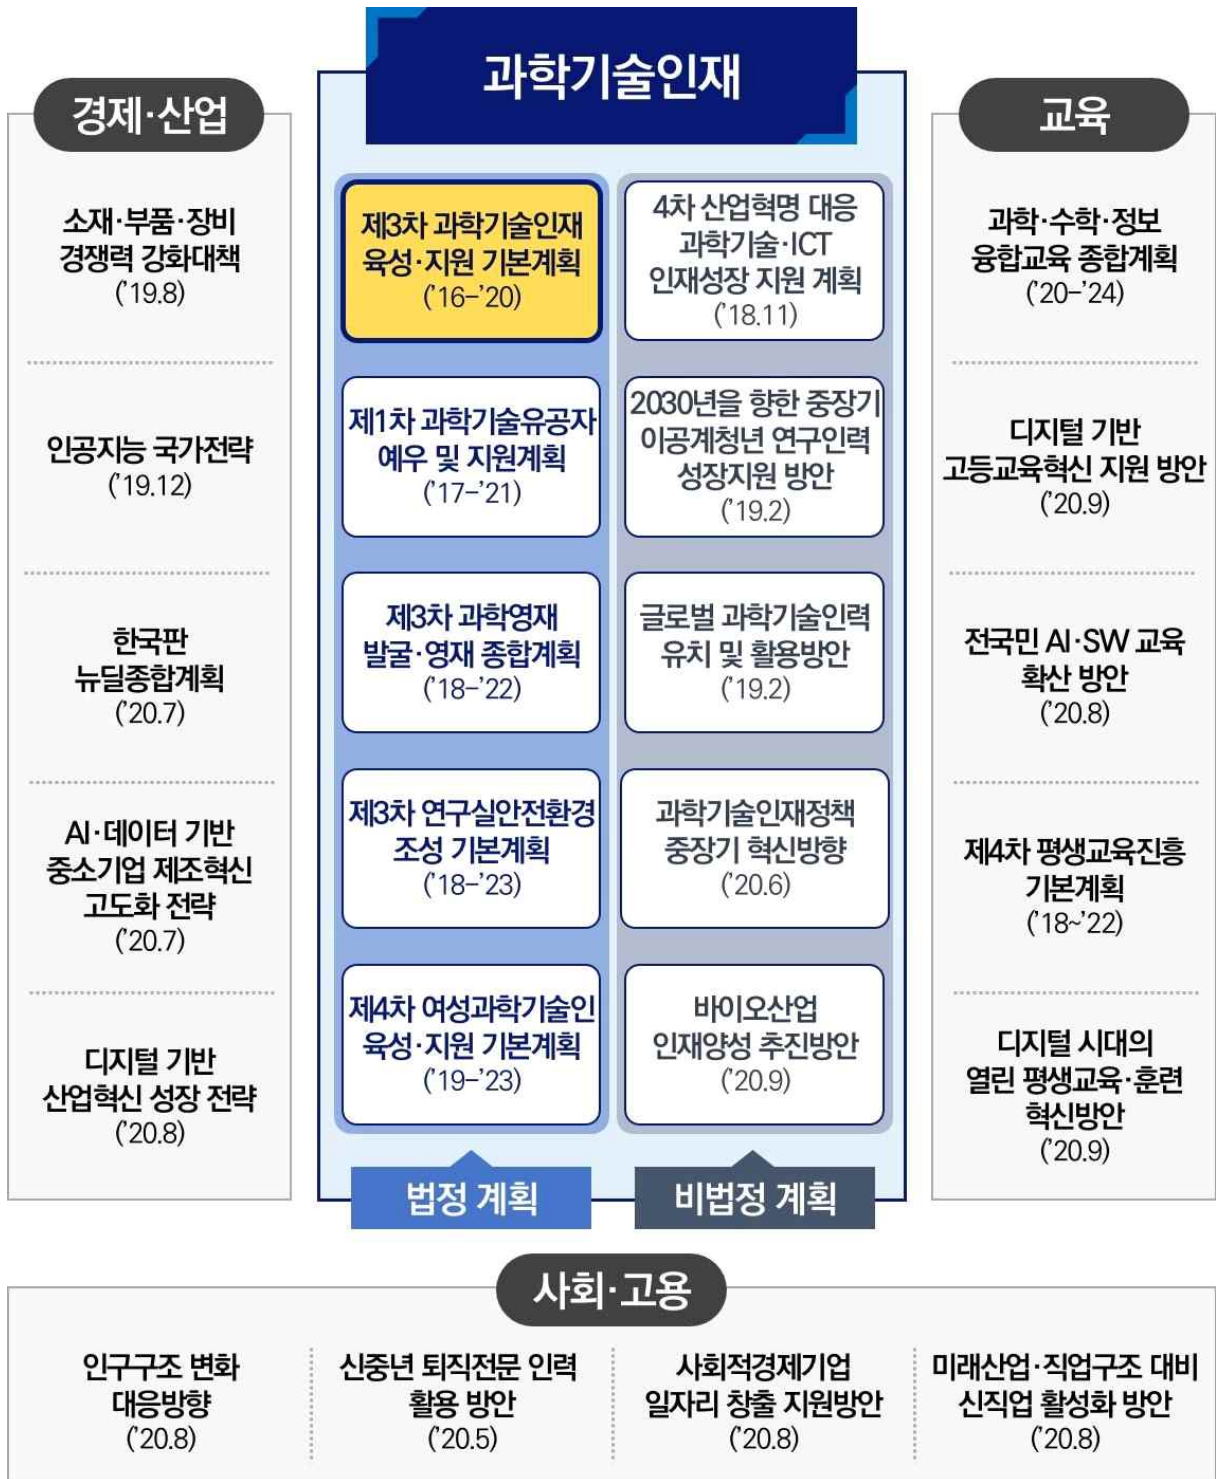 과학기술인재
경제·산업
소재·부품·장비
경쟁력 강화대책
('19.8)
인공지능 국가전략
('19.12)
한국판
뉴딜종합계획
('20.7)
AI·데이터 기반
중소기업 제조혁신
고도화 전략
('20.7)
디지털 기반
산업혁신 성장 전략
('20.8)
제3차 과학기술인재
육성·지원 기본계획
('16-'20)
제1차 과학기술유공자
예우 및 지원계획
('17-'21)
제3차 과학영재
발굴·영재 종합계획
('18-'22)
제3차 연구실안전환경
조성 기본계획
('18-'23)
제4차 여성과학기술인
육성·지원 기본계획
('19-'23)
법정 계획
4차 산업혁명 대응
과학기술·ICT
인재성장 지원 계획
('18.11)
2030년을 향한 중장기
이공계청년 연구인력
성장지원 방안
('19.2)
글로벌 과학기술인력
유치 및 활용방안
('19.2)
과학기술인재정책
중장기 혁신방향
('20.6)
바이오산업
인재양성 추진방안
('20.9)
비법정 계획
교육
과학·수학·정보
융합교육 종합계획
('20-'24)
디지털 기반
고등교육혁신 지원 방안
('20.9)
전국민 AI·SW 교육
확산 방안
('20.8)
제4차 평생교육진흥
기본계획
('18~'22)
디지털 시대의
열린 평생교육·훈련
혁신방안
('20.9)
사회·고용
인구구조 변화
대응방향
('20.8)
신중년 퇴직전문 인력
활용 방안
('20.5)
사회적경제기업
일자리 창출 지원방안
('20.8)
미래산업·직업구조 대비
신직업 활성화 방안
('20.8)